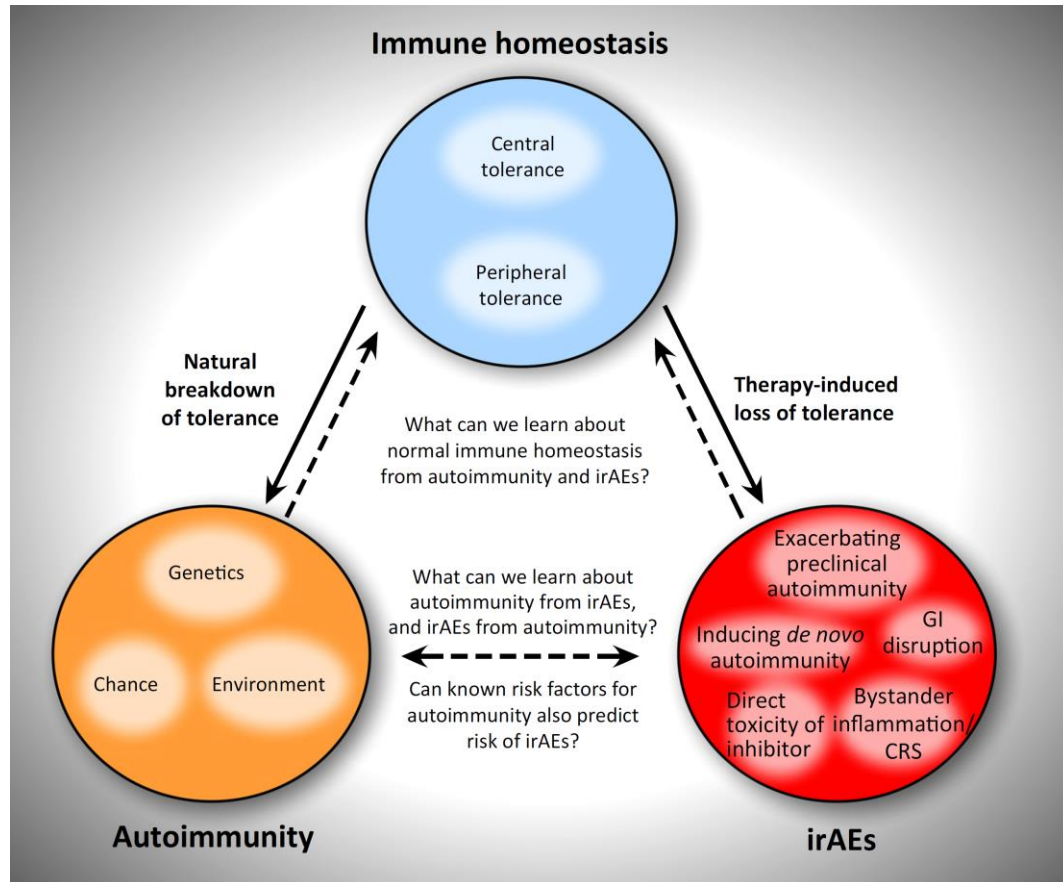 Immune homeostasis
Central
tolerance
Peripheral
tolerance
Natural
breakdown
of tolerance
Therapy-induced
loss of tolerance
What can we learn about
normal immune homeostasis
from autoimmunity and irAEs?
Genetics
Chance
Environment
What can we learn about
autoimmunity from irAEs,
and irAEs from autoimmunity?
Can known risk factors for
autoimmunity also predict
risk of irAEs?
Exacerbating
preclinical
autoimmunity
Inducing de novo
autoimmunity
GI
disruption
Direct
toxicity of
inhibitor
Bystander
inflammation/
CRS
Autoimmunity
irAEs